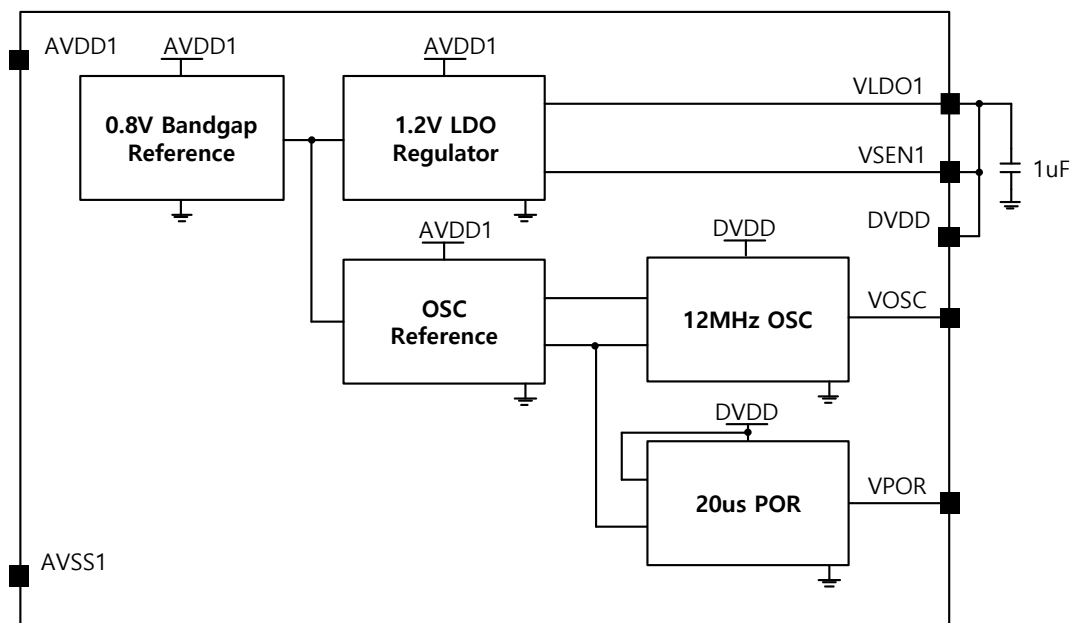 AVDD1
AVDD1
AVDD1
0.8V Bandgap
Reference
1.2V LDO
Regulator
VLDO1
VSEN1
1uF
DVDD
AVDD1
DVDD
OSC
Reference
12MHz OSC
VOSC
DVDD
20us POR
VPOR
AVSS1